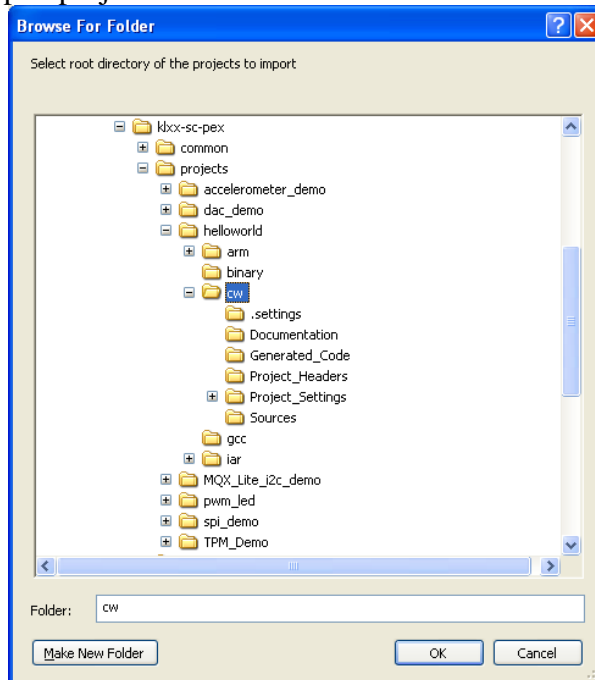 Browse For Folder
Select root directory of the projects to import
klxx-sc-pex
common
projects
accelerometer_demo
dac_demo
helloworld
arm
binary
cw
.settings
Documentation
Generated_Code
Project_Headers
Project_Settings
Sources
gcc
iar
MQX_Lite_i2c_demo
pwm_led
spi_demo
TPM_Demo
Folder: cw
Make New Folder OK Cancel